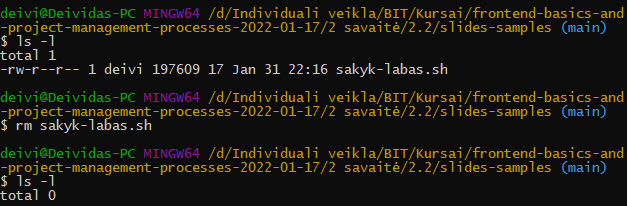 deivi@Deividas-PC MINGW64 /d/Individuali veikla/BIT/Kursai/frontend-basics-and
-project-management-processes-2022-01-17/2 savaitė/2.2/slides-samples (main)
$ ls -l
total 1
-rw-r--r-- 1 deivi 197609 17 Jan 31 22:16 sakyk-labas.sh
deivi@Deividas-PC MINGW64 /d/Individuali veikla/BIT/Kursai/frontend-basics-and
-project-management-processes-2022-01-17/2 savaitė/2.2/slides-samples (main)
$ rm sakyk-labas.sh
deivi@Deividas-PC MINGW64 /d/Individuali veikla/BIT/Kursai/frontend-basics-and
-project-management-processes-2022-01-17/2 savaitė/2.2/slides-samples (main)
$ ls -l
total 0